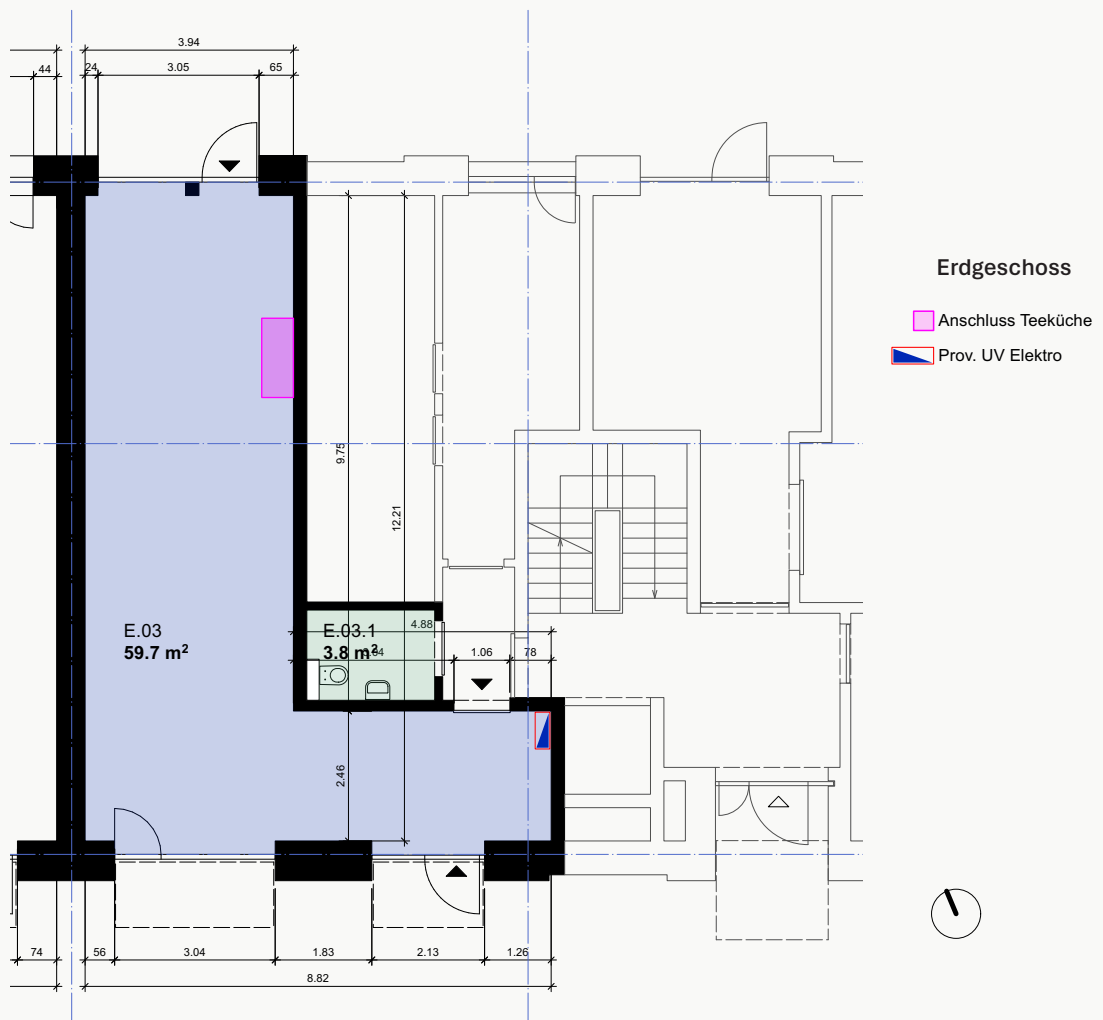 3.94
44
24
3.05
65
Erdgeschoss
Anschluss Teeküche
Prov. UV Elektro
9.75
12.21
E.03
59.7 m²
E.03.1
3.8 m²
4.88
1.06
78
2.46
74
56
3.04
1.83
2.13
1.26
8.82